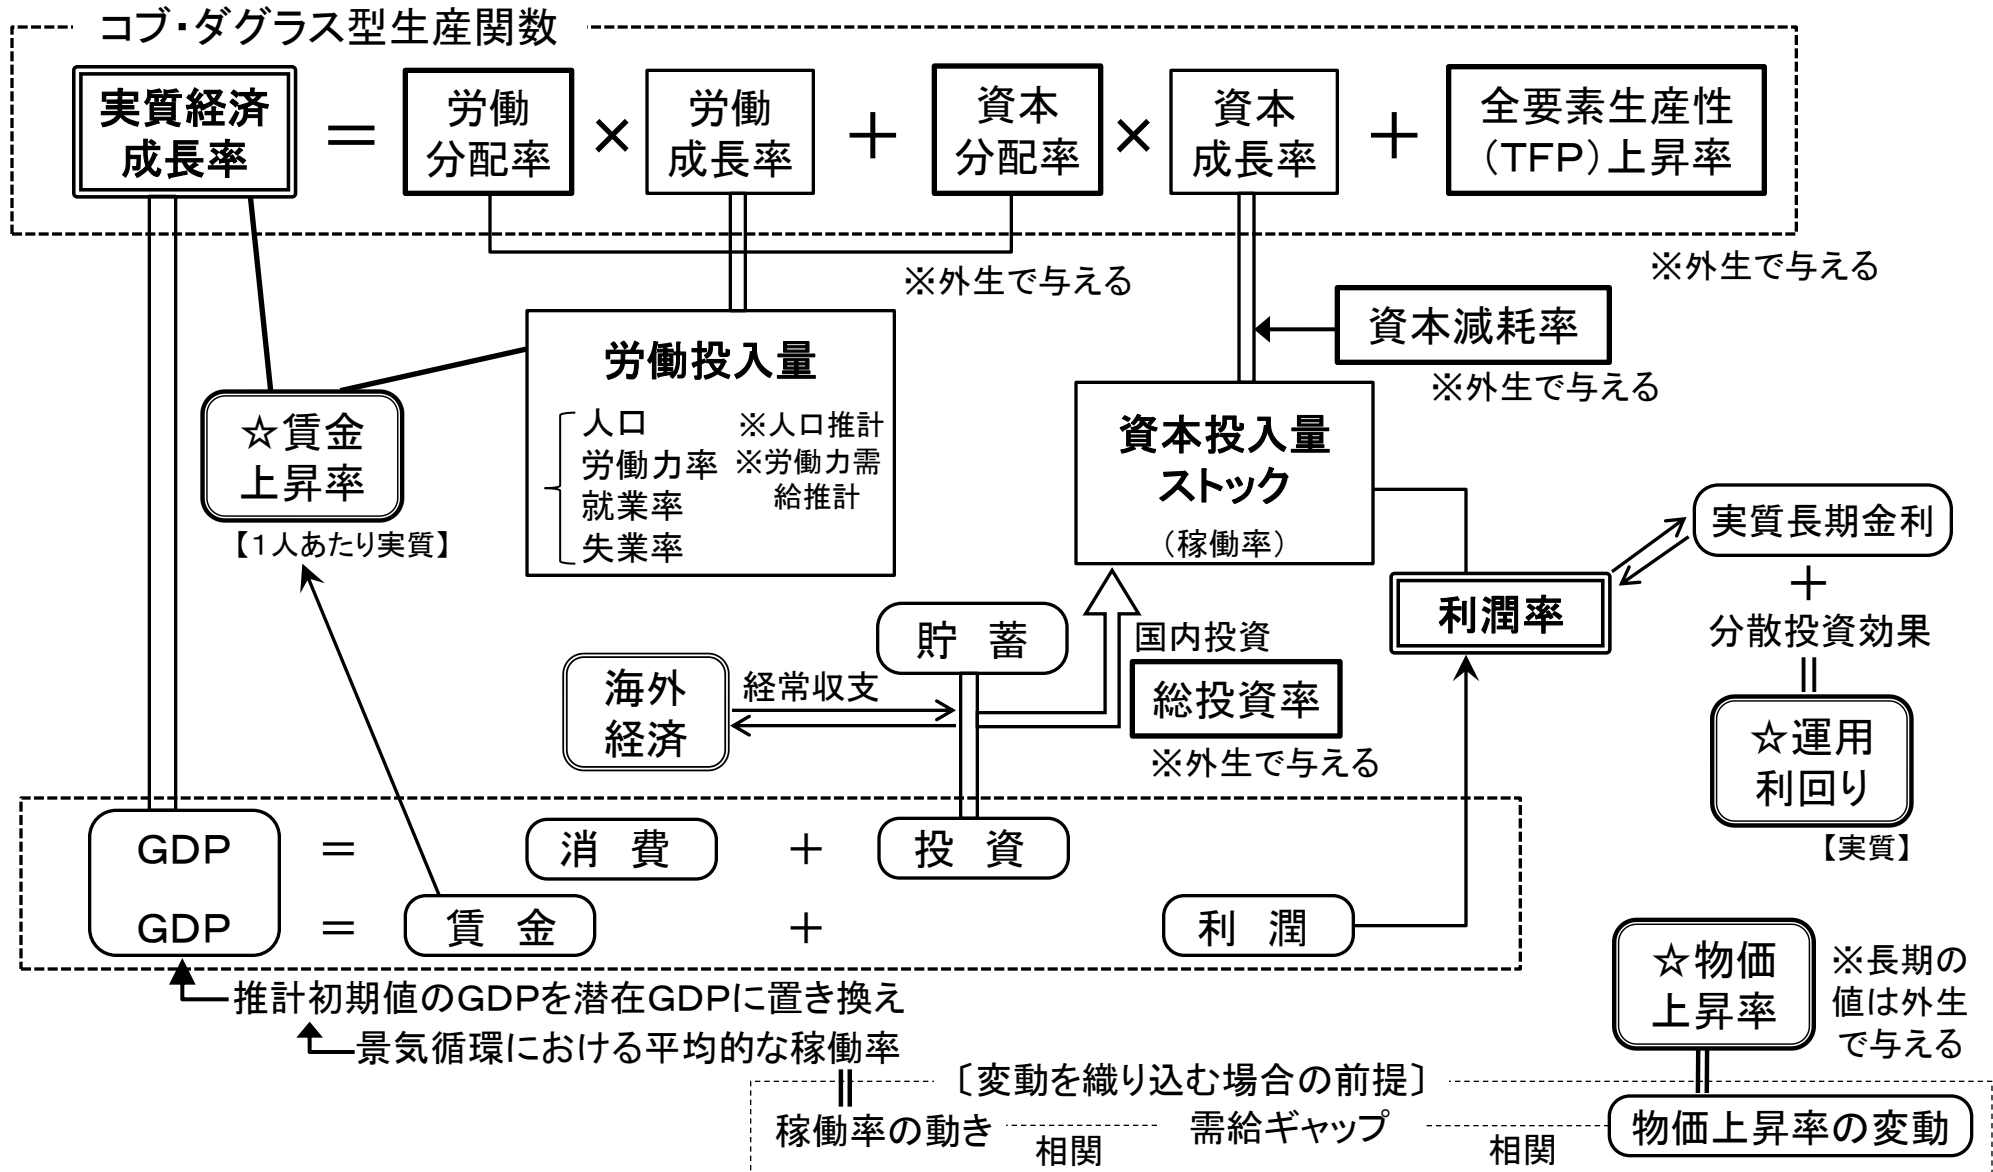 コブ・ダグラス型生産関数
実質経済
成長率
＝
労働
分配率
×
労働
成長率
＋
資本
分配率
×
資本
成長率
＋
全要素生産性
（ＴＦＰ）上昇率
※外生で与える
※外生で与える
資本減耗率
※外生で与える
労働投入量
人口　※人口推計
労働力率　※労働力需
給推計
就業率
失業率
☆賃金
上昇率
【１人あたり実質】
資本投入量
ストック
（稼働率）
実質長期金利
＋
分散投資効果
＝
☆運用
利回り
【実質】
利潤率
貯　蓄
国内投資
総投資率
※外生で与える
海外
経済
経常収支
ＧＤＰ　＝　消　費　＋　投　資
ＧＤＰ　＝　賃　金　＋　利　潤
推計初期値のＧＤＰを潜在ＧＤＰに置き換え
景気循環における平均的な稼働率
☆物価
上昇率
※長期の
値は外生
で与える
〔変動を織り込む場合の前提〕
稼働率の動き　相関　需給ギャップ　相関　物価上昇率の変動